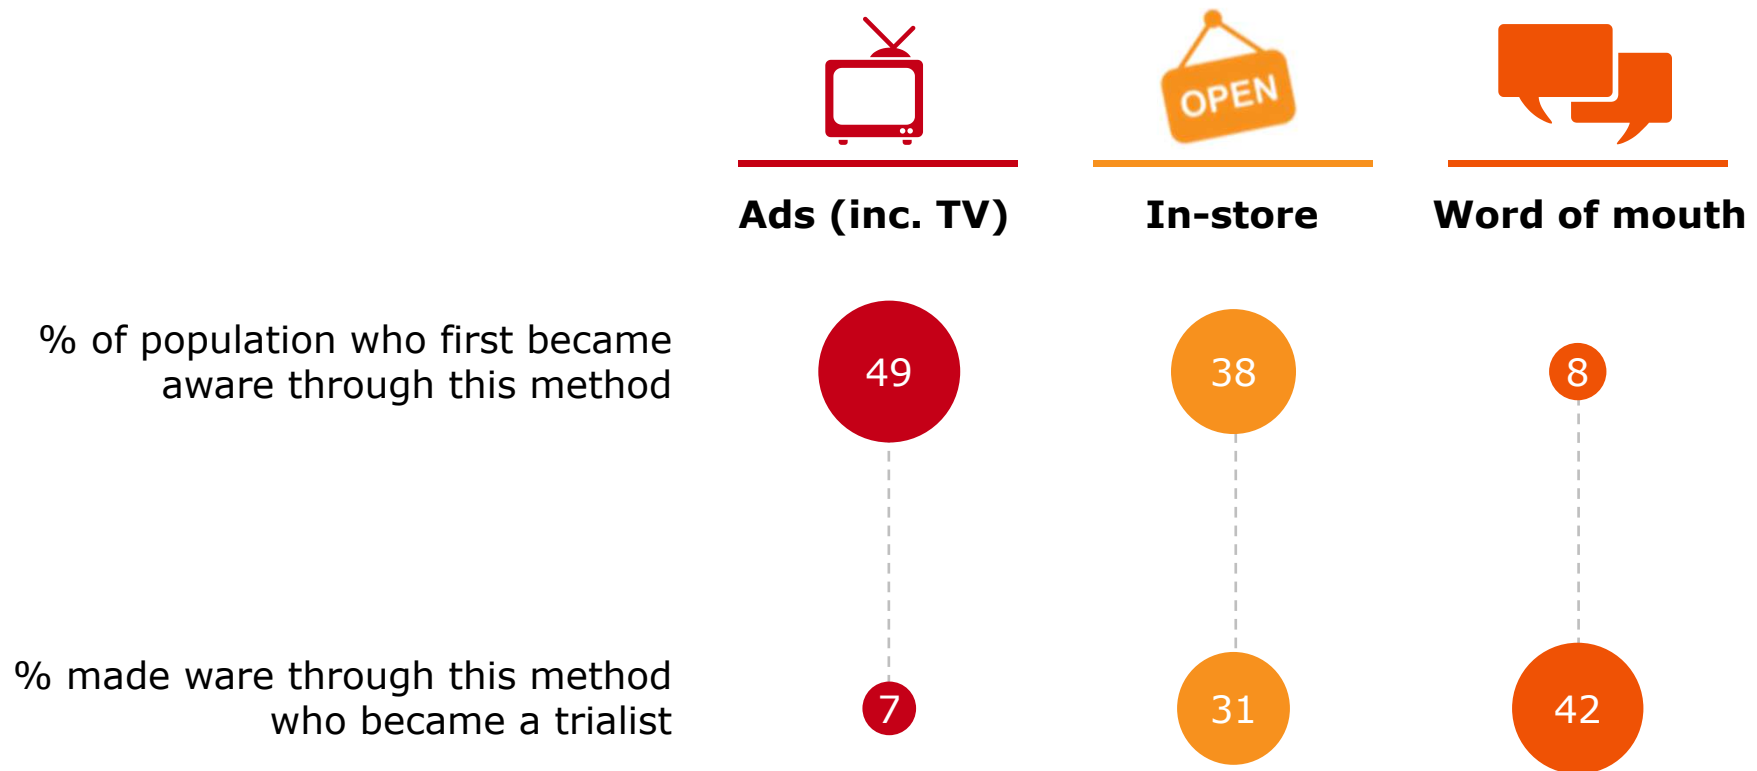 OPEN
Ads (inc. TV)
In-store
Word of mouth
% of population who first became
aware through this method
49
38
8
% made ware through this method
who became a trialist
7
31
42